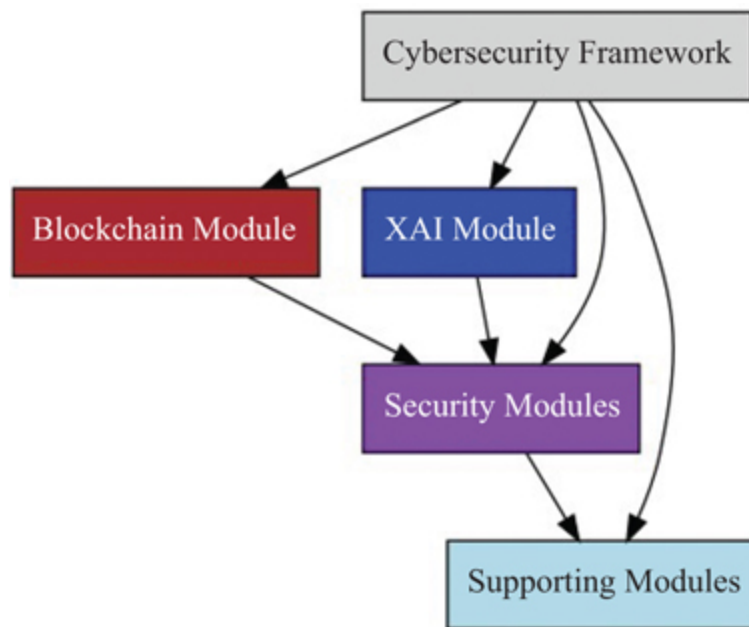 Cybersecurity Framework
Blockchain Module
XAI Module
Security Modules
Supporting Modules